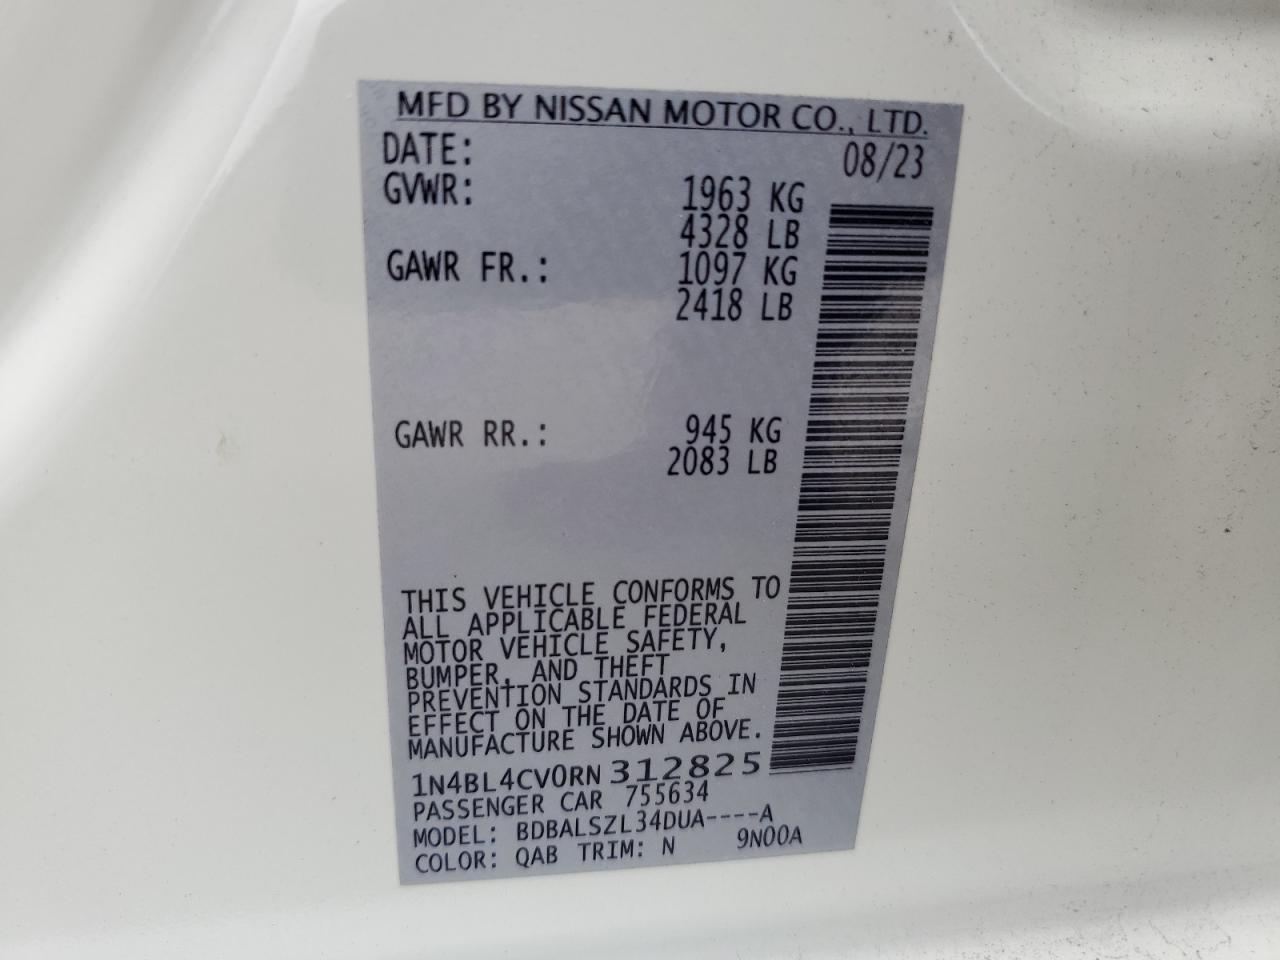 MFD BY NISSAN MOTOR CO., LTD.
DATE: 08/23
GVWR: 1963 KG
4328 LB
GAWR FR.: 1097 KG
2418 LB
GAWR RR.: 945 KG
2083 LB
THIS VEHICLE CONFORMS TO
ALL APPLICABLE FEDERAL
MOTOR VEHICLE SAFETY,
BUMPER, AND THEFT
PREVENTION STANDARDS IN
EFFECT ON THE DATE OF
MANUFACTURE SHOWN ABOVE.
1N4BL4CV0RN312825
PASSENGER CAR 755634
MODEL: BDBALSZL34DUA----A
COLOR: QAB TRIM: N 9N00A